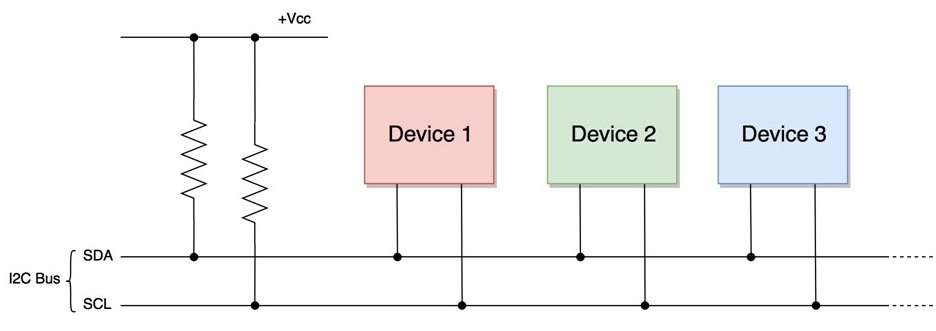 +Vcc
Device 1
Device 2
Device 3
SDA
I2C Bus
SCL